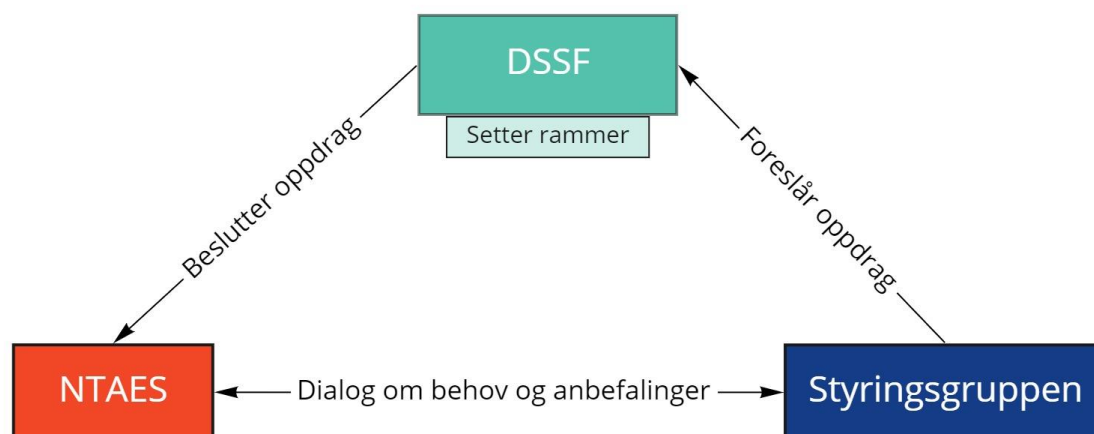 DSSF
Setter rammer
Beslutter oppdrag
Foreslår oppdrag
NTAES
Dialog om behov og anbefalinger
Styringsgruppen